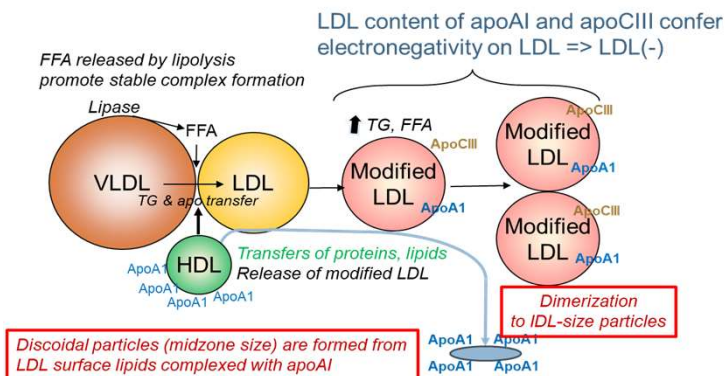 LDL content of apoAI and apoCIII confer
electronegativity on LDL => LDL(-)
FFA released by lipolysis
promote stable complex formation
Lipase
FFA
VLDL
LDL
TG & apo transfer
HDL
ApoA1
ApoA1
ApoA1
ApoA1
Transfers of proteins, lipids
Release of modified LDL
TG, FFA
ApoCIII
Modified
LDL
ApoA1
ApoCIII
Modified
LDL
ApoA1
ApoCIII
Modified
LDL
ApoA1
Dimerization
to IDL-size particles
Discoidal particles (midzone size) are formed from
LDL surface lipids complexed with apoAI
ApoA1
ApoA1
ApoA1
ApoA1